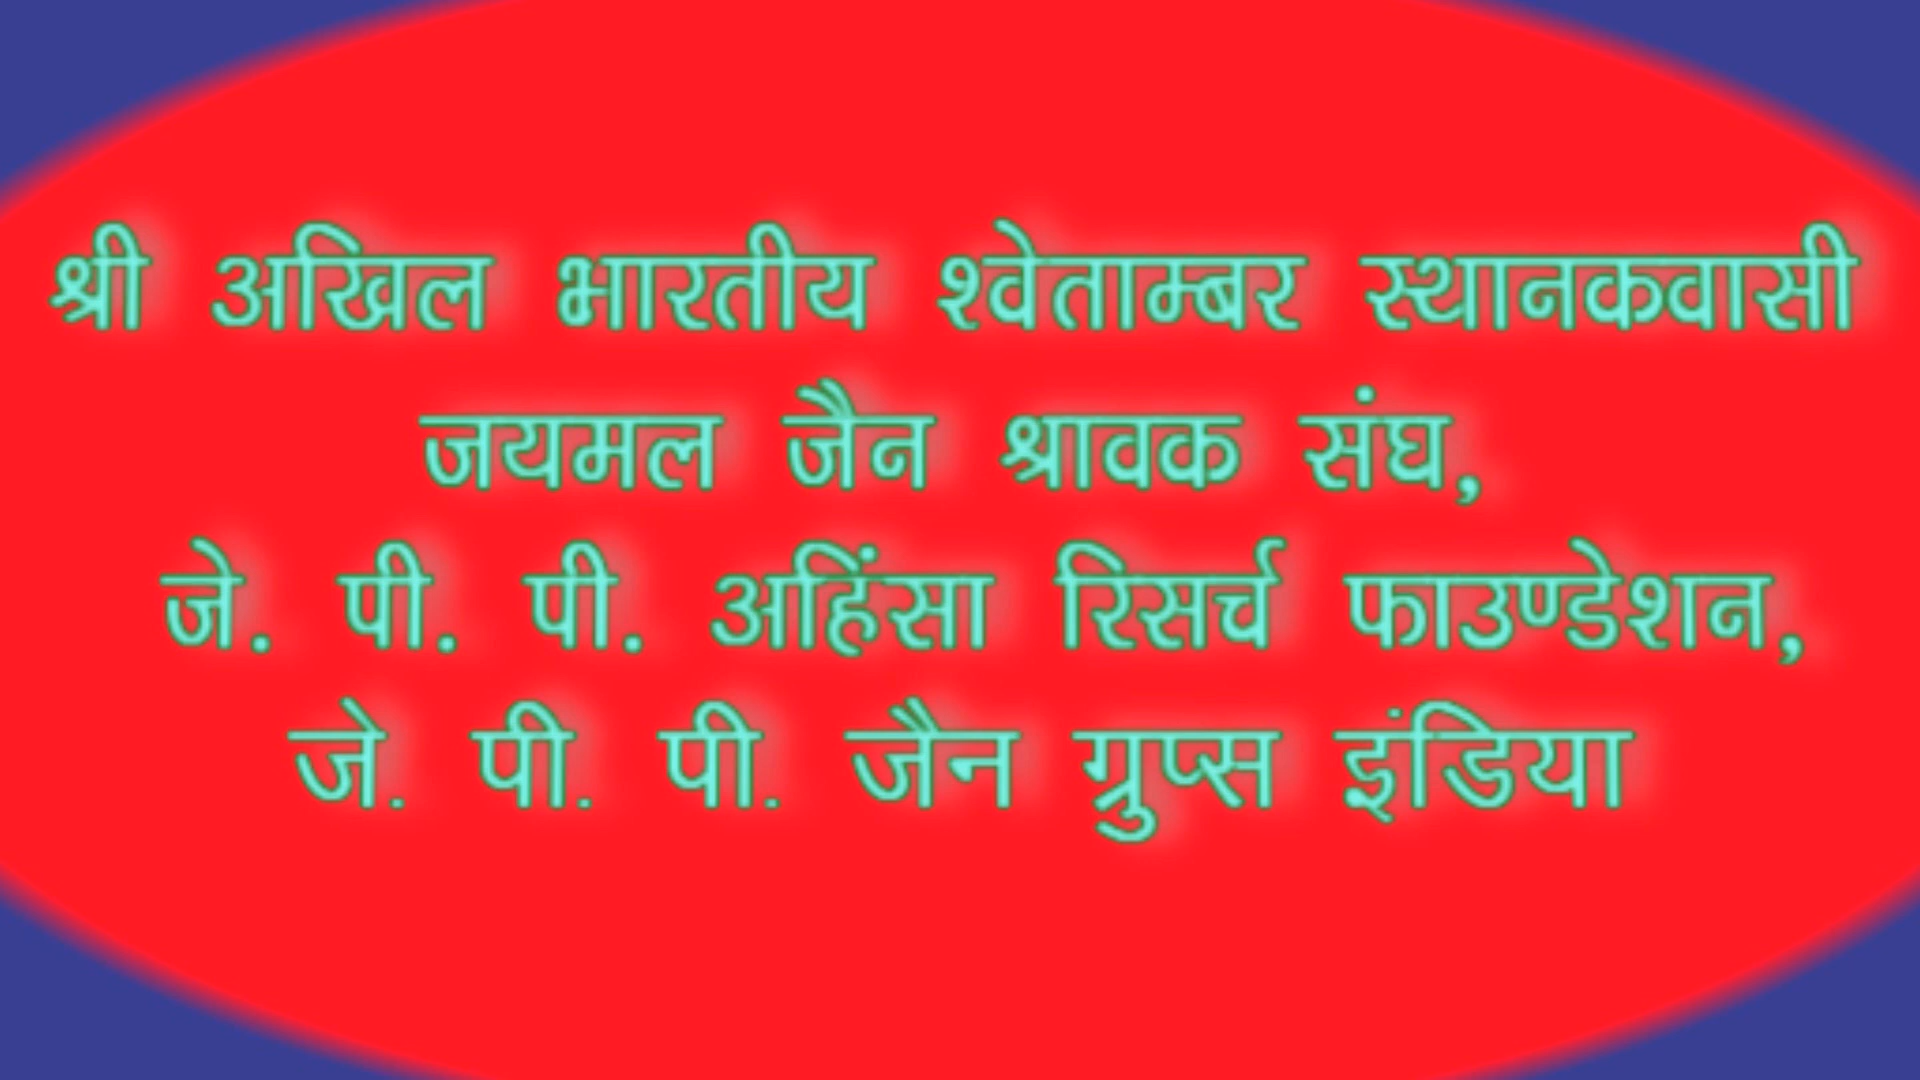 श्री अखिल भारतीय श्वेताम्बर स्थानकवासी
जयमल जैन श्रावक संघ,
जे. पी. पी. अहिंसा रिसर्च फाउण्डेशन,
जे. पी. पी. जैन ग्रुप्स इंडिया